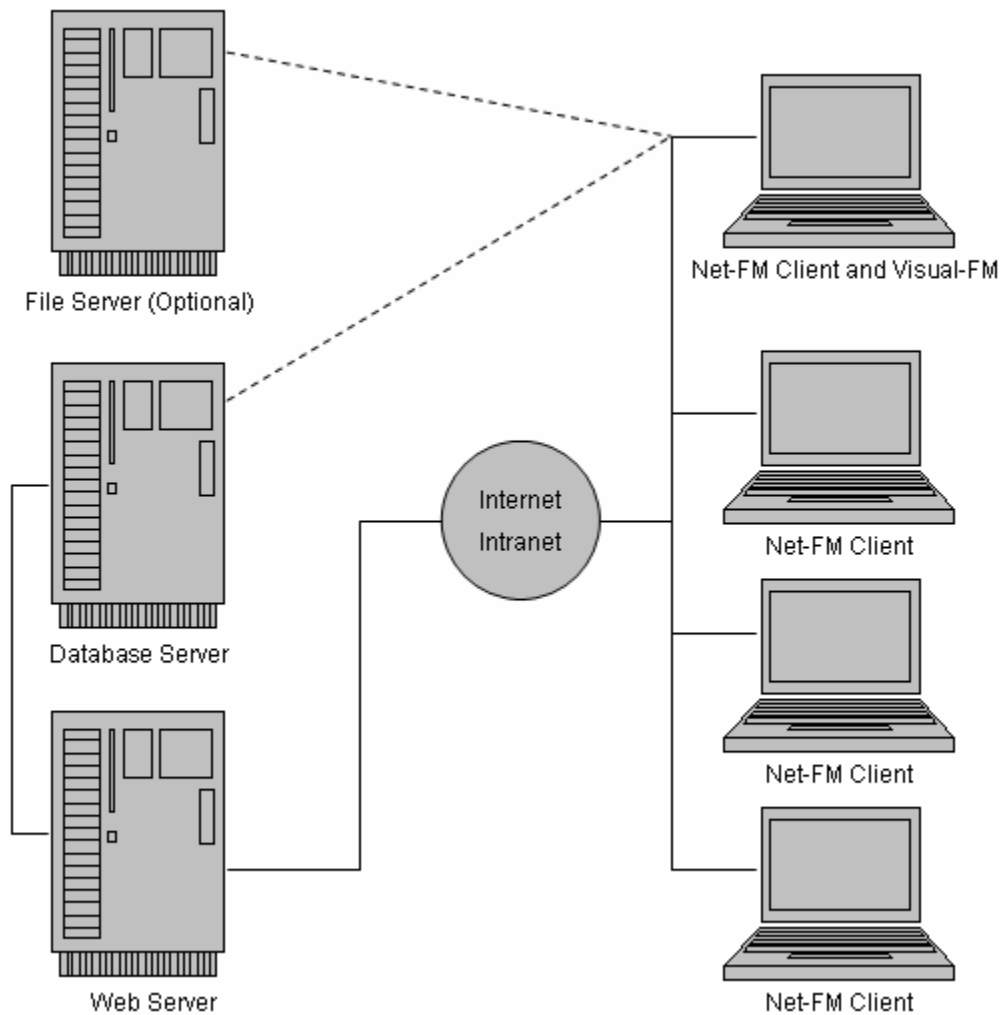 File Server (Optional)
Net-FM Client and Visual-FM
Internet
Intranet
Net-FM Client
Database Server
Net-FM Client
Web Server
Net-FM Client